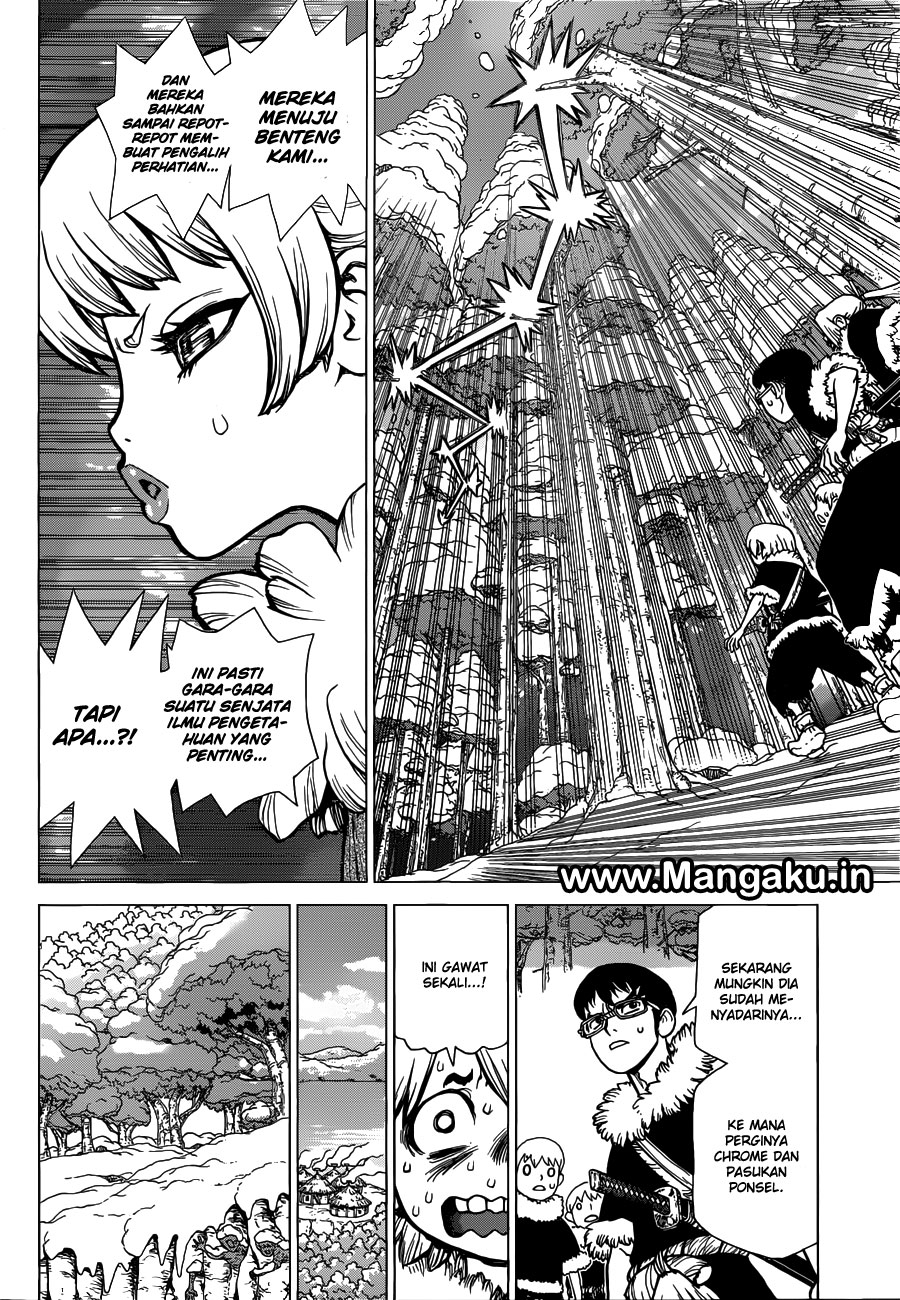 MEREKA
MENUJU
BENTENG
KAMI...
DAN
MEREKA
BAHKAN
SAMPAI REPOT-
REPOT MEM-
BUAT PENGALIH
PERHATIAN...
INI PASTI
GARA-GARA
SUATU SENJATA
ILMU PENGETA-
HUAN YANG
PENTING...
TAPI
APA...?!
www.Mangaku.in
SEKARANG
MUNGKIN DIA
SUDAH ME-
NYADARINYA...
KE MANA
PERGINYA
CHROME DAN
PASUKAN
PONSEL.
INI GAWAT
SEKALI...!